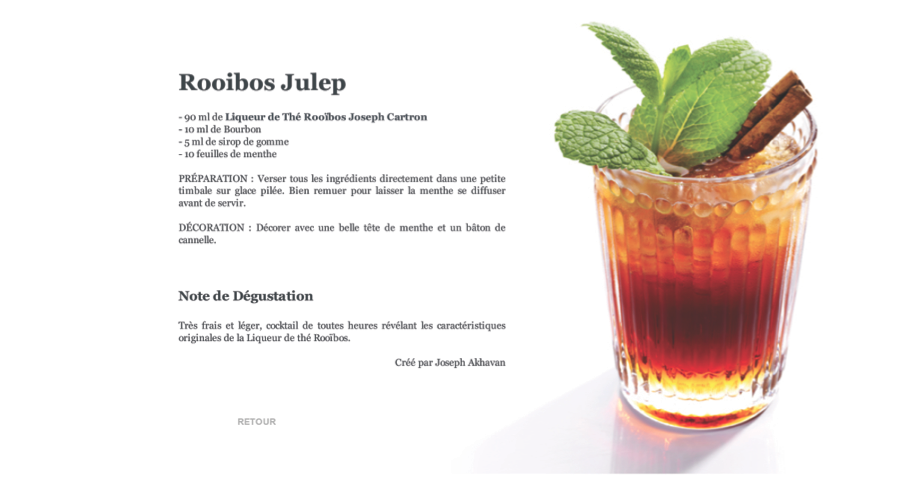 Rooibos Julep
- 90 ml de Liqueur de Thé Rooïbos Joseph Cartron
- 10 ml de Bourbon
- 5 ml de sirop de gomme
- 10 feuilles de menthe
PRÉPARATION : Verser tous les ingrédients directement dans une petite
timbale sur glace pilée. Bien remuer pour laisser la menthe se diffuser
avant de servir.
DÉCORATION : Décorer avec une belle tête de menthe et un bâton de
cannelle.
Note de Dégustation
Très frais et léger, cocktail de toutes heures révélant les caractéristiques
originales de la Liqueur de thé Rooïbos.
Créé par Joseph Akhavan
RETOUR